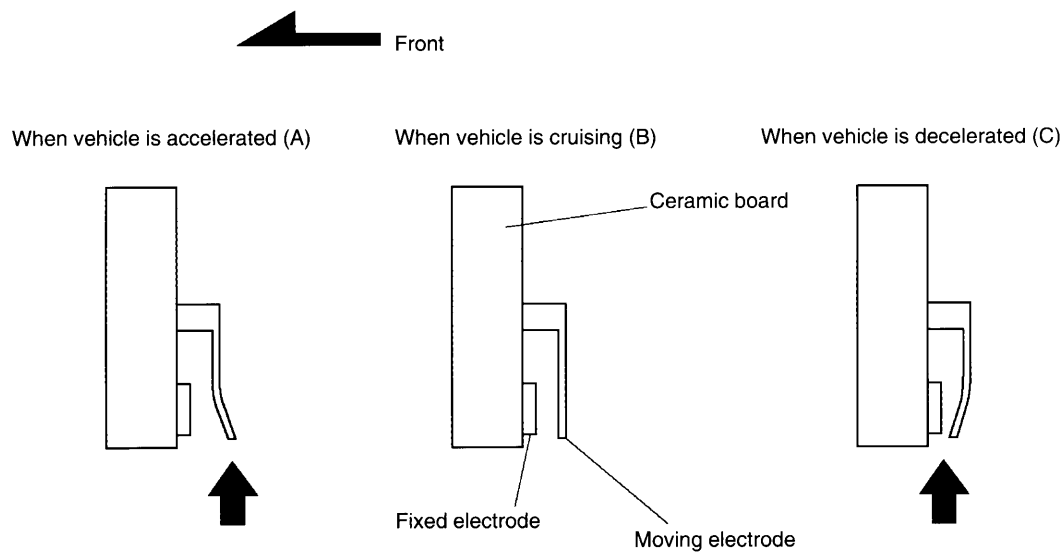 Front
When vehicle is accelerated (A)
When vehicle is cruising (B)
When vehicle is decelerated (C)
Ceramic board
Fixed electrode
Moving electrode